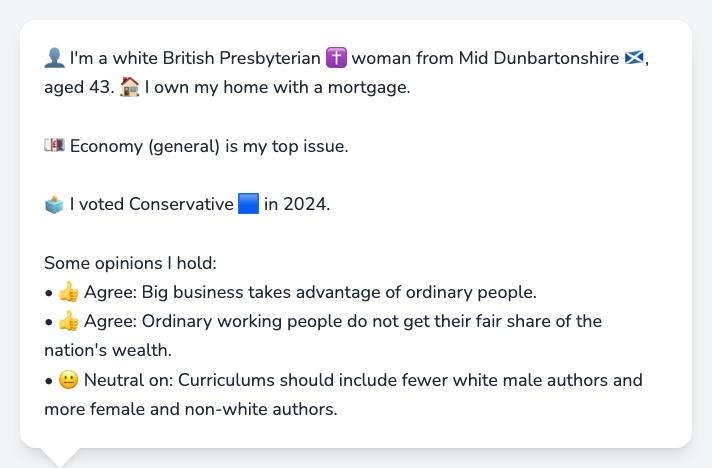 👤 I'm a white British Presbyterian ✝️ woman from Mid Dunbartonshire 🏴󠁧󠁢󠁳󠁣󠁴󠁿,
aged 43. 🏠 I own my home with a mortgage.
💷 Economy (general) is my top issue.
🗳️ I voted Conservative 🟦 in 2024.
Some opinions I hold:
• 👍 Agree: Big business takes advantage of ordinary people.
• 👍 Agree: Ordinary working people do not get their fair share of the
nation's wealth.
• 😐 Neutral on: Curriculums should include fewer white male authors and
more female and non-white authors.